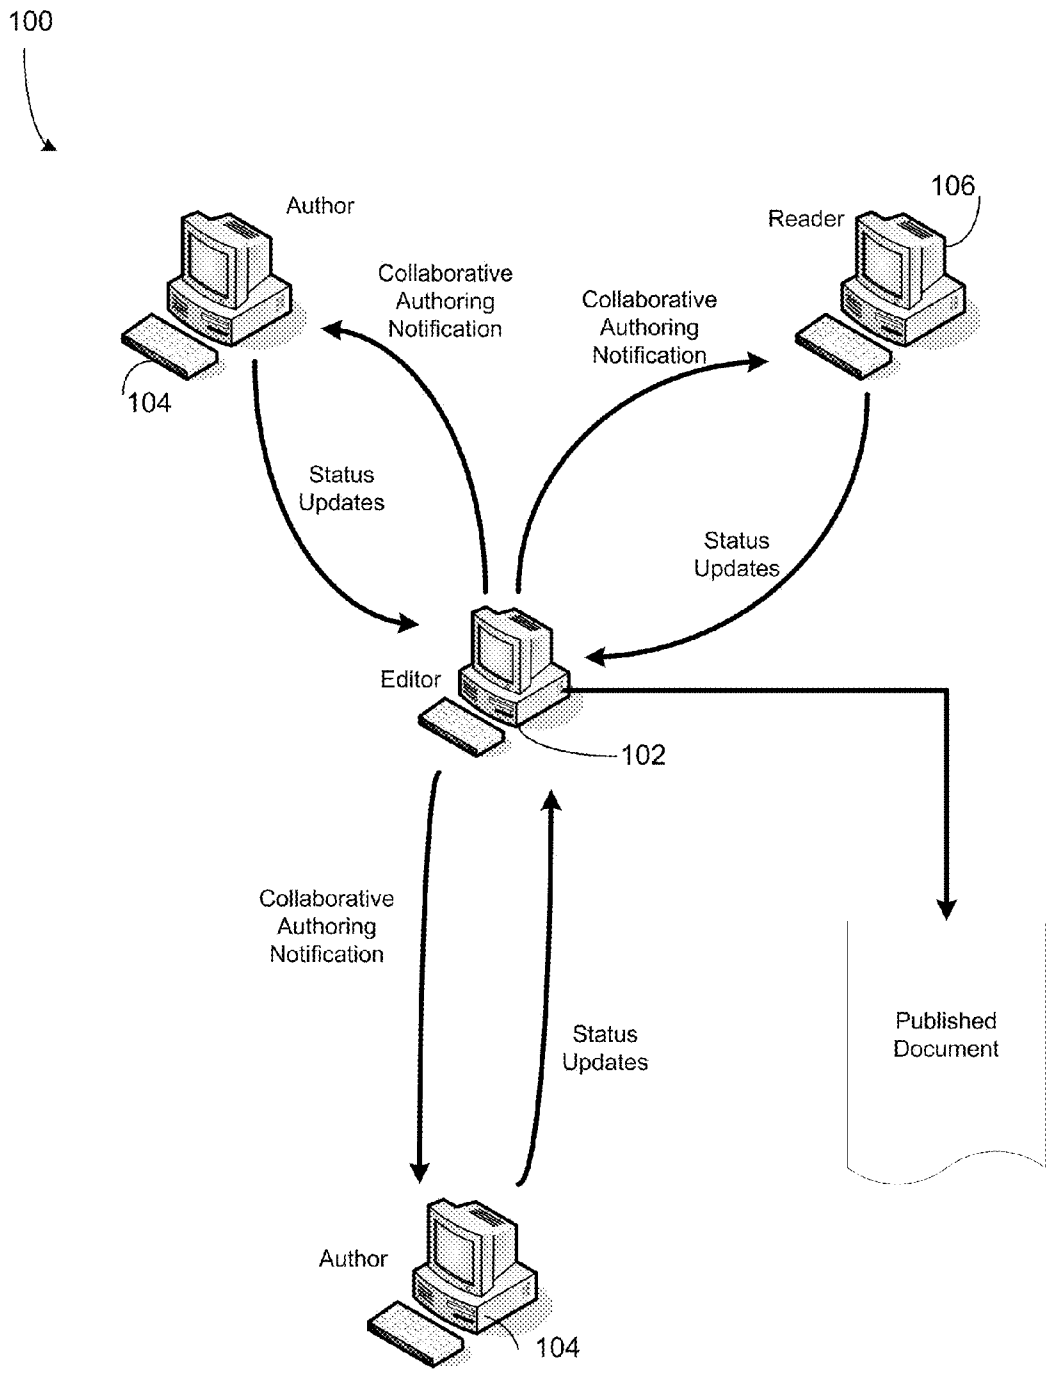 100
Author
106
Reader
Collaborative
Authoring
Notification
Collaborative
Authoring
Notification
104
Status
Updates
Status
Updates
Editor
102
Collaborative
Authoring
Notification
Status
Updates
Published
Document
Author
104